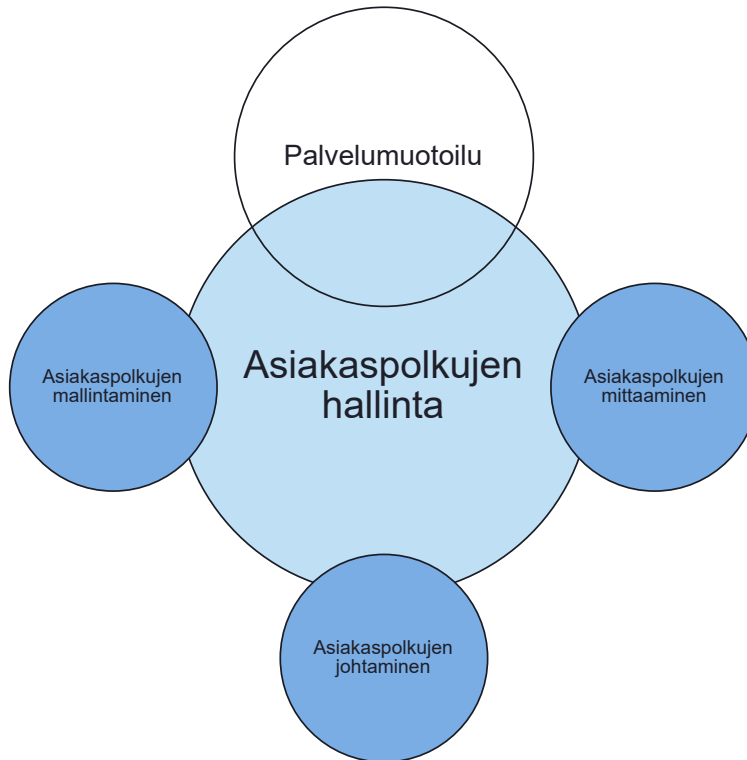 Palvelumuotoilu
Asiakaspolkujen
hallinta
Asiakaspolkujen
mallintaminen
Asiakaspolkujen
mittaaminen
Asiakaspolkujen
johtaminen